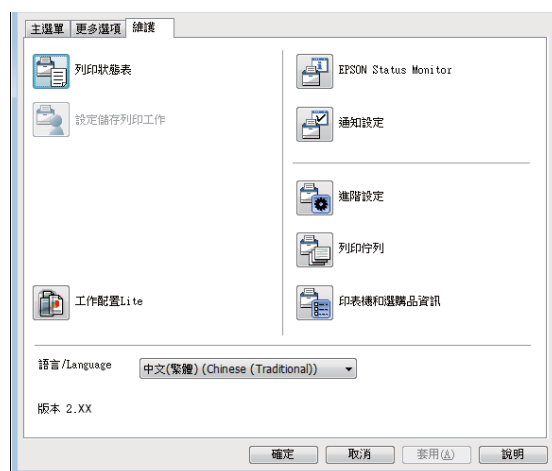 主選單 更多選項 維護
列印狀態表
設定儲存列印工作
工作配置Lite
EPSON Status Monitor
通知設定
進階設定
列印佇列
印表機和選購品資訊
語言/Language 中文(繁體) (Chinese (Traditional))
版本 2.XX
確定 取消 套用(A) 說明